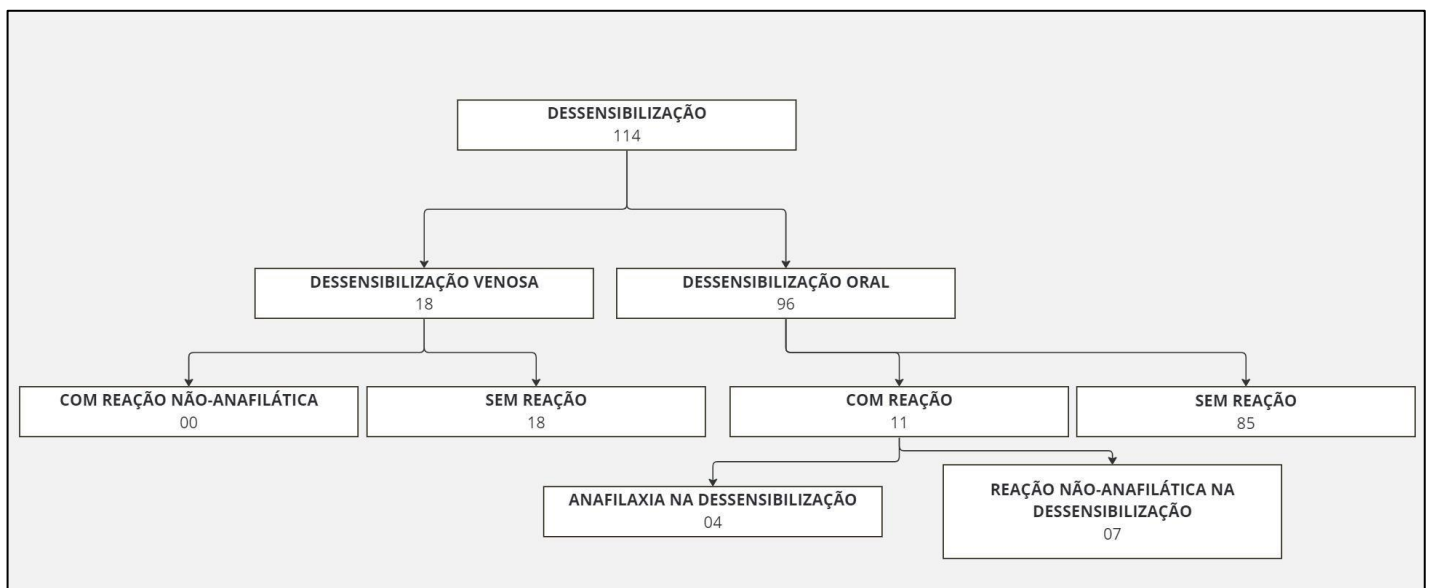 DESSENSIBILIZAÇÃO
114
DESSENSIBILIZAÇÃO VENOSA
18
DESSENSIBILIZAÇÃO ORAL
96
COM REAÇÃO NÃO-ANAFILÁTICA
00
SEM REAÇÃO
18
COM REAÇÃO
11
SEM REAÇÃO
85
ANAFILAXIA NA DESSENSIBILIZAÇÃO
04
REAÇÃO NÃO-ANAFILÁTICA NA
DESSENSIBILIZAÇÃO
07